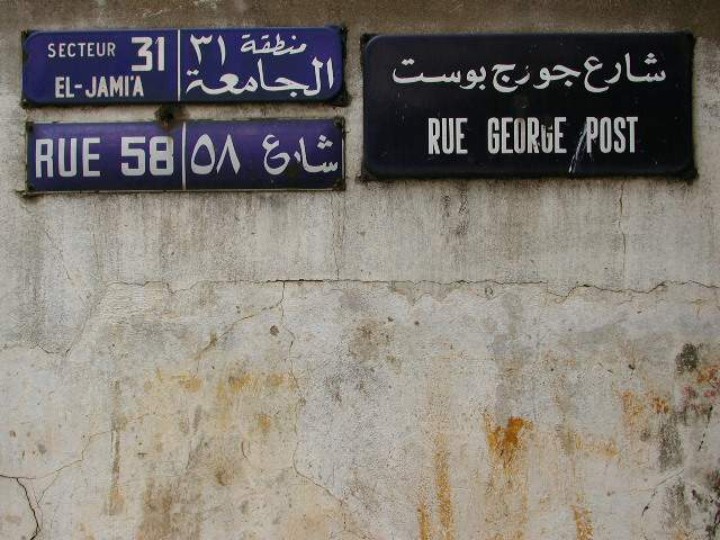 SECTEUR 31
EL-JAMI'A
منطقة ٣١
الجامعة
RUE 58
شارع ٥٨
شارع جورج بوست
RUE GEORGE POST